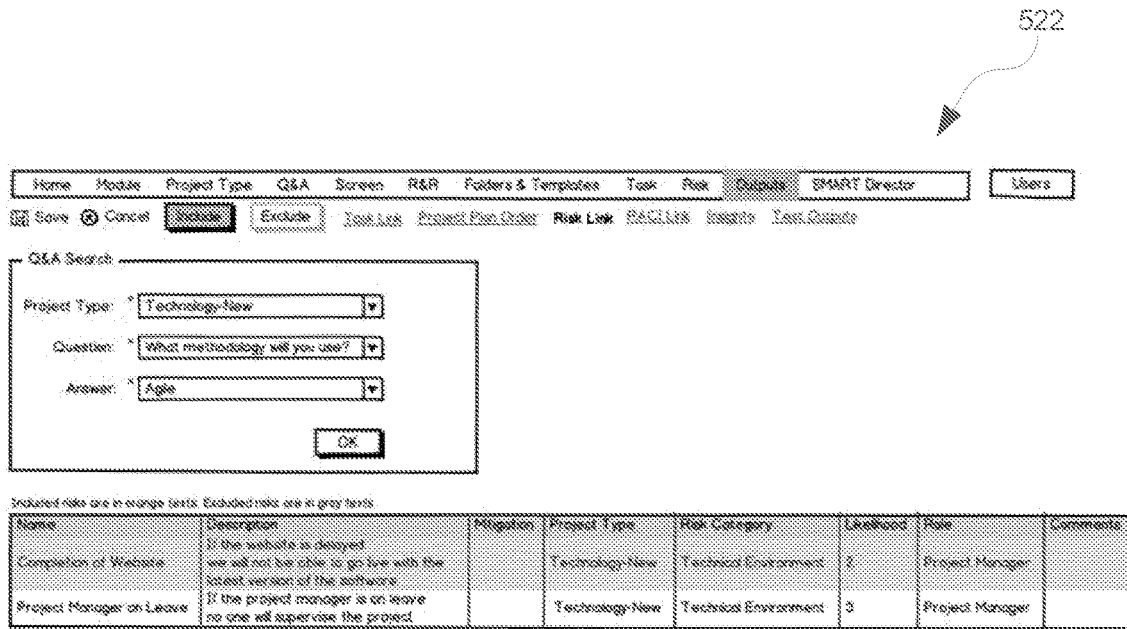 522
Home Module Project Type Q&A Screen R&R Folders & Templates Task Risk Outputs SMART Director Users
Save Cancel Include Exclude Task Link Project Plan Order Risk Link RACI Link Insights Text Outputs
Q&A Search
Project Type: * Technology-New
Question: * What methodology will you use?
Answer: * Agile
OK
Included risks are in orange texts. Excluded risks are in gray texts
Name Description Mitigation Project Type Risk Category Likelihood Role Comments
If the website is delayed
Completion of Website we will not be able to go live with the Technology-New Technical Environment 2 Project Manager
latest version of the software
Project Manager on Leave If the project manager is on leave Technology-New Technical Environment 3 Project Manager
no one will supervise the project